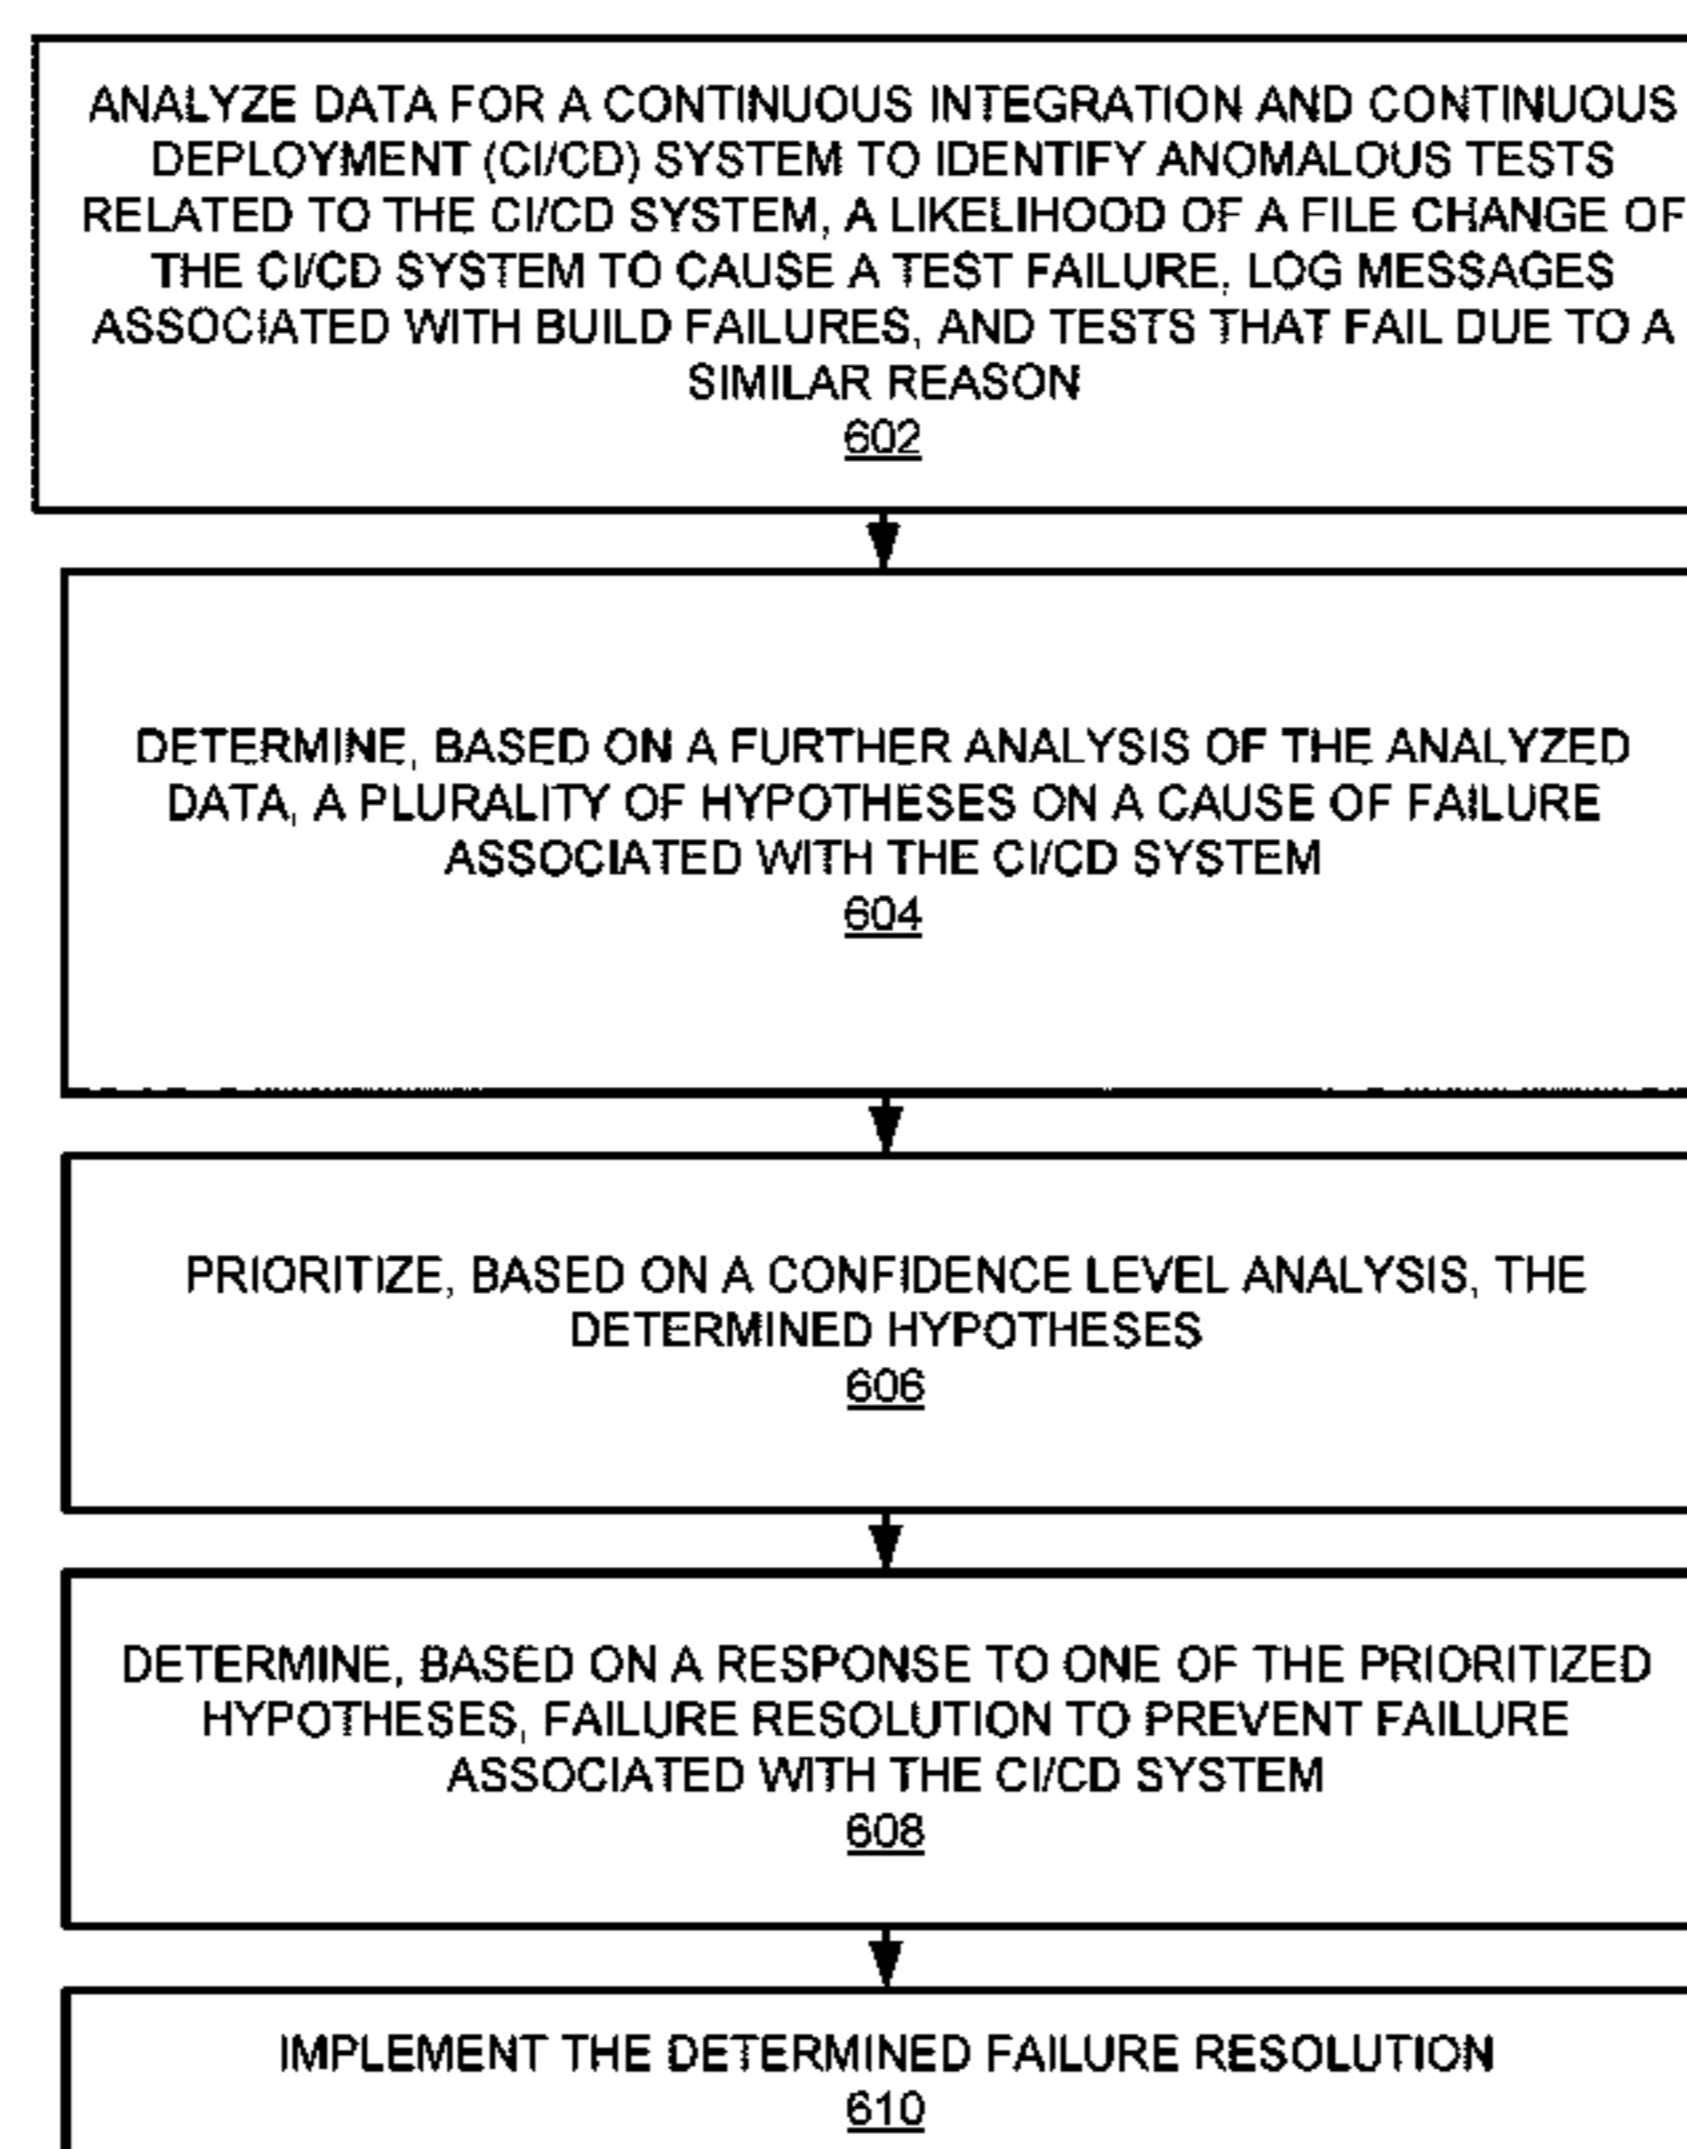 ANALYZE DATA FOR A CONTINUOUS INTEGRATION AND CONTINUOUS
DEPLOYMENT (CI/CD) SYSTEM TO IDENTIFY ANOMALOUS TESTS
RELATED TO THE CI/CD SYSTEM, A LIKELIHOOD OF A FILE CHANGE OF
THE CI/CD SYSTEM TO CAUSE A TEST FAILURE, LOG MESSAGES
ASSOCIATED WITH BUILD FAILURES, AND TESTS THAT FAIL DUE TO A
SIMILAR REASON
602
DETERMINE, BASED ON A FURTHER ANALYSIS OF THE ANALYZED
DATA, A PLURALITY OF HYPOTHESES ON A CAUSE OF FAILURE
ASSOCIATED WITH THE CI/CD SYSTEM
604
PRIORITIZE, BASED ON A CONFIDENCE LEVEL ANALYSIS, THE
DETERMINED HYPOTHESES
606
DETERMINE, BASED ON A RESPONSE TO ONE OF THE PRIORITIZED
HYPOTHESES, FAILURE RESOLUTION TO PREVENT FAILURE
ASSOCIATED WITH THE CI/CD SYSTEM
608
IMPLEMENT THE DETERMINED FAILURE RESOLUTION
610